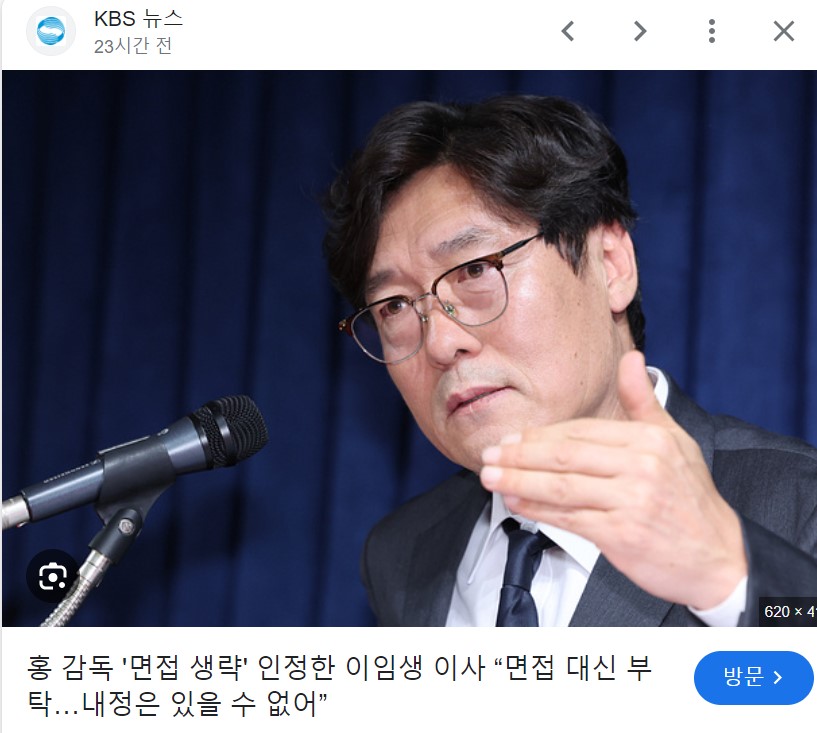 KBS 뉴스
23시간 전
620 × 4
홍 감독 '면접 생략' 인정한 이임생 이사 “면접 대신 부
탁…내정은 있을 수 없어”
방문